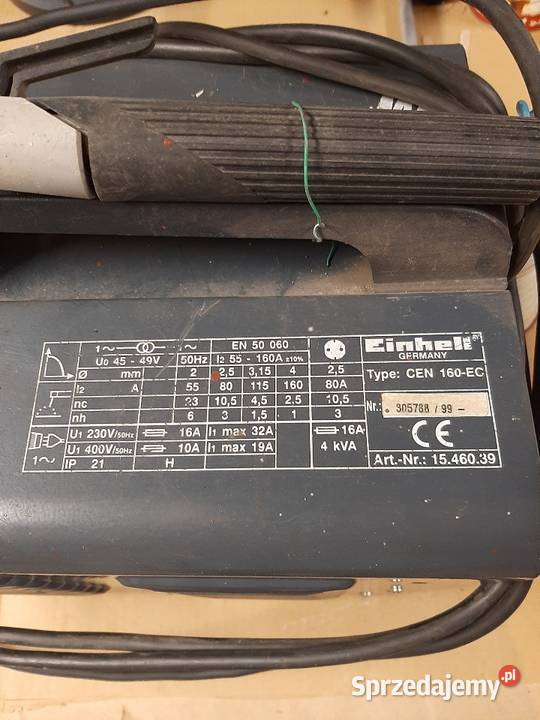 1~ ~
EN 50 060
Einhell
GERMANY
U0 45 - 49V 50Hz I2 55 - 160A ±10%
Ø mm 2 2,5 3,15 4 2,5
Type: CEN 160-EC
I2 A 55 80 115 160 80A
nc 23 10,5 4,5 2,5 10,5
Nr.: 305788 / 99 -
nh 6 3 1,5 1 3
CE
U1 230V/50Hz 16A I1 max 32A 16A
1~ U1 400V/50Hz 10A I1 max 19A 4 kVA
IP 21 H
Art.-Nr.: 15.460.39
Sprzedajemy.pl